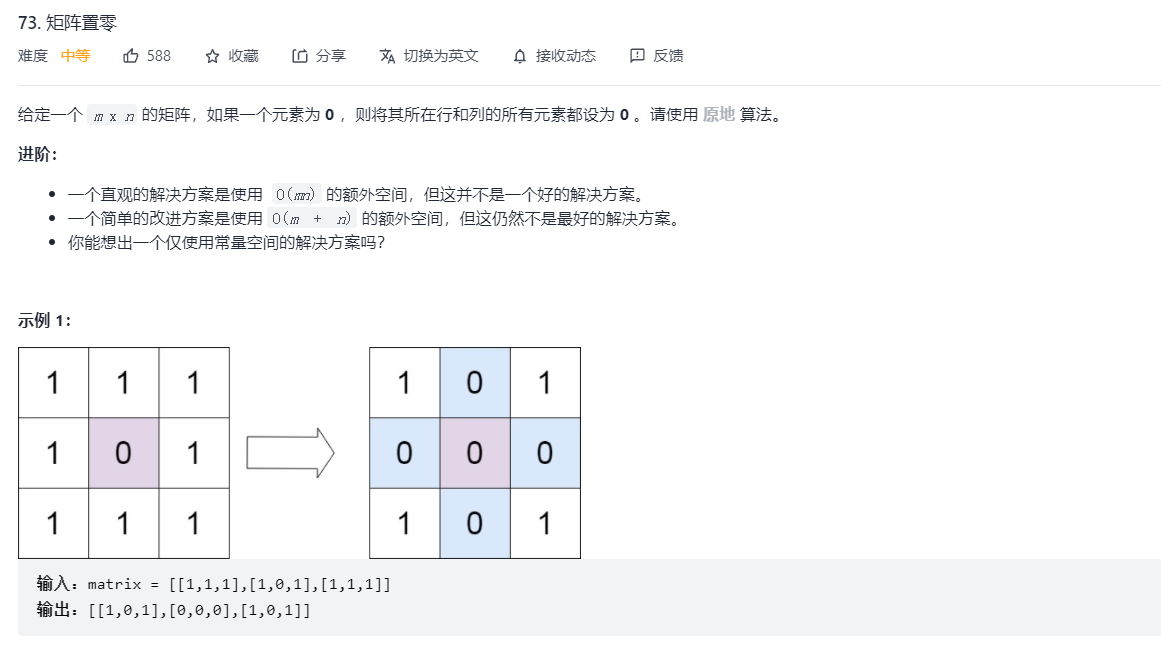 73. 矩阵置零
难度 中等 588 收藏 分享 切换为英文 接收动态 反馈
给定一个 m x n 的矩阵，如果一个元素为 0 ，则将其所在行和列的所有元素都设为 0 。请使用 原地 算法。
进阶：
一个直观的解决方案是使用 O(mn) 的额外空间，但这并不是一个好的解决方案。
一个简单的改进方案是使用 O(m + n) 的额外空间，但这仍然不是最好的解决方案。
你能想出一个仅使用常量空间的解决方案吗？
示例 1：
1 1 1 1 0 1
1 0 1 0 0 0
1 1 1 1 0 1
输入：matrix = [[1,1,1],[1,0,1],[1,1,1]]
输出：[[1,0,1],[0,0,0],[1,0,1]]